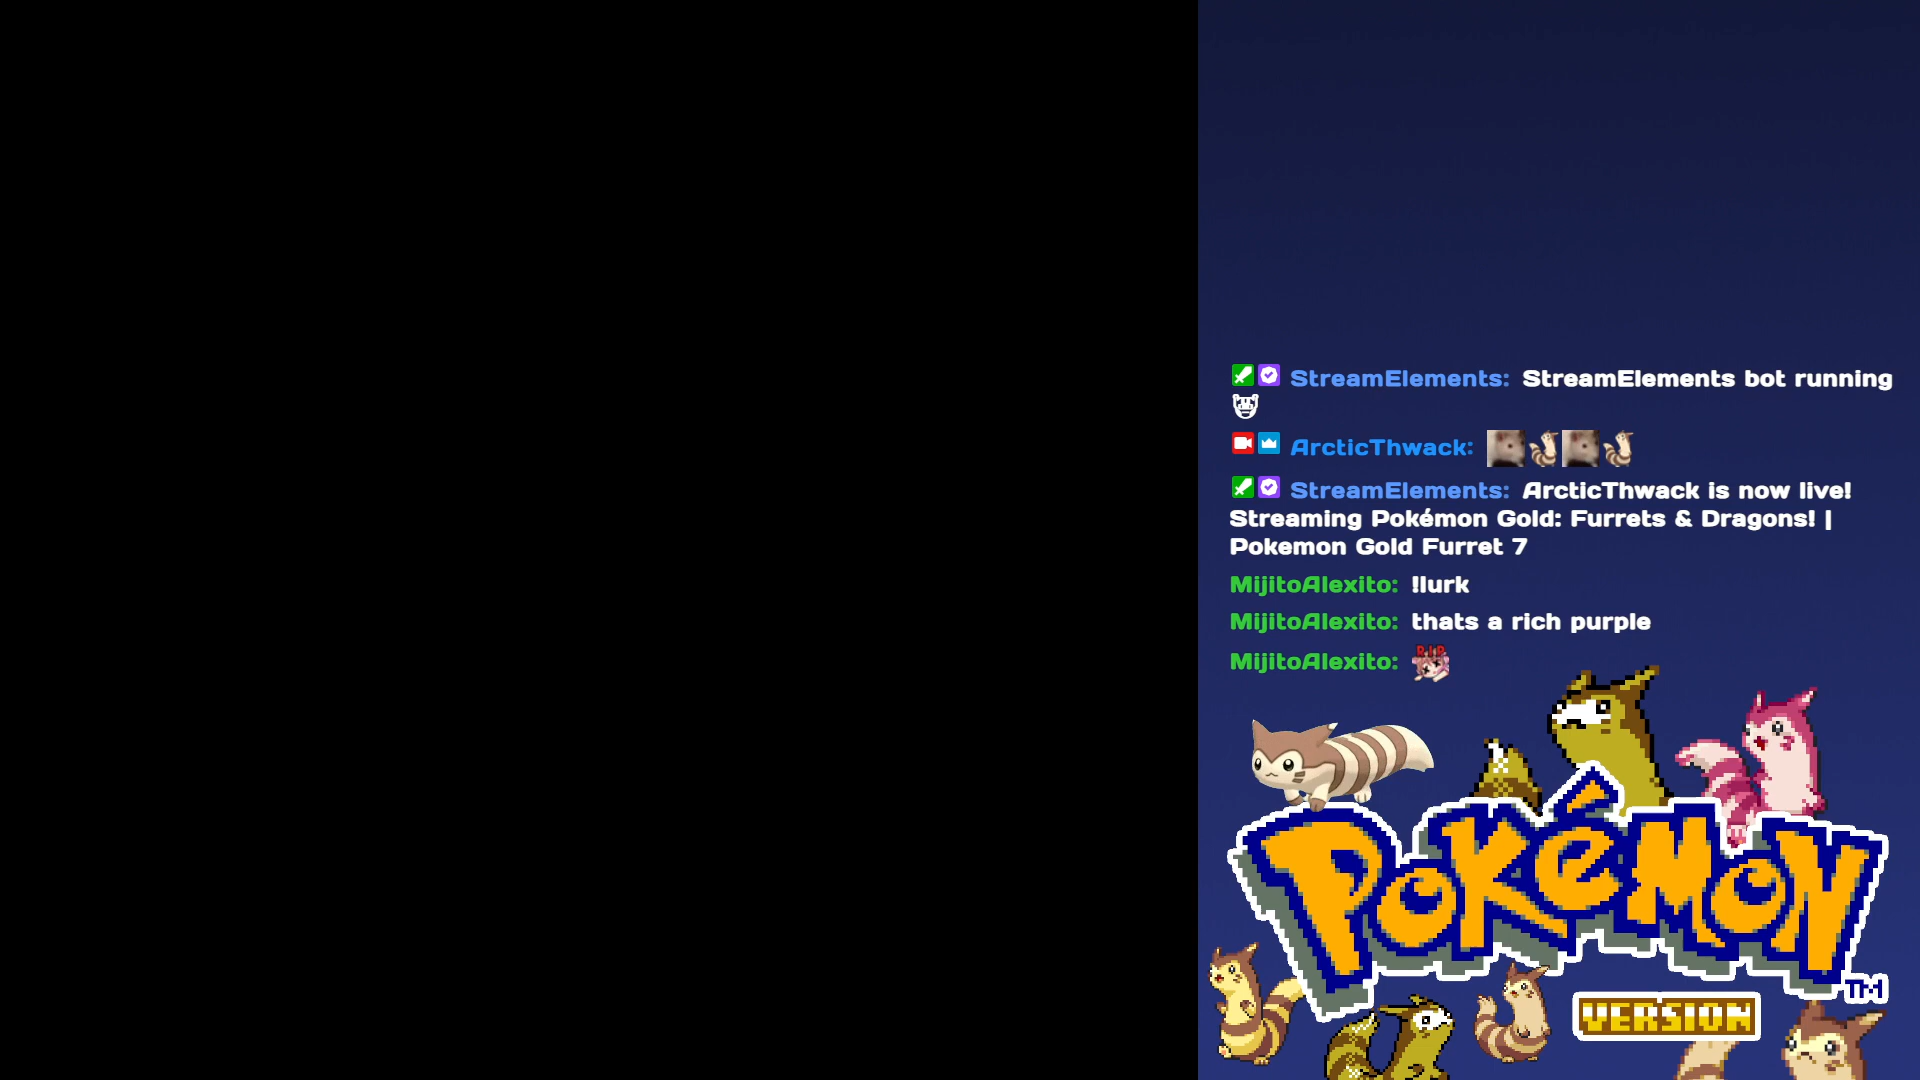 StreamElements: StreamElements bot running
ArcticThwack:
StreamElements: ArcticThwack is now live!
Streaming Pokémon Gold: Furrets & Dragons! |
Pokemon Gold Furret 7
MijitoAlexito: !lurk
MijitoAlexito: thats a rich purple
MijitoAlexito: R.I.P.
POKéMON
TM
VERSION